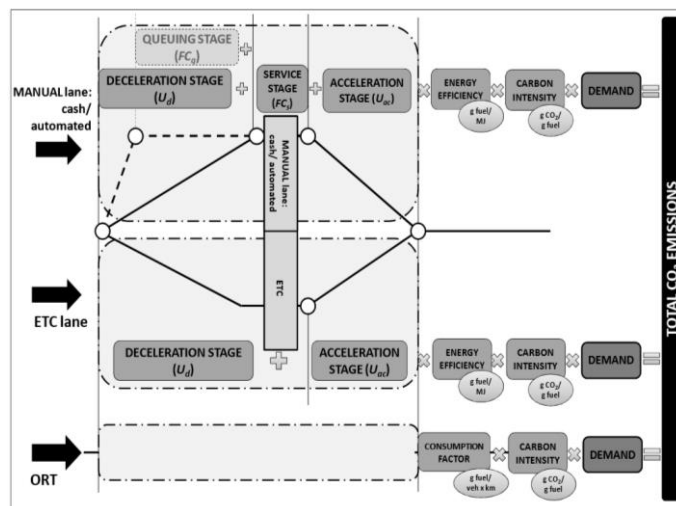 QUEUING STAGE
(FCq)
DECELERATION STAGE
(Ud)
SERVICE
STAGE
(FCs)
ACCELERATION
STAGE (Uac)
ENERGY
EFFICIENCY
g fuel/
MJ
CARBON
INTENSITY
g CO2/
g fuel
DEMAND
MANUAL lane:
cash/
automated
MANUAL lane:
cash/ automated
ETC
ETC lane
DECELERATION STAGE
(Ud)
ACCELERATION
STAGE (Uac)
ENERGY
EFFICIENCY
g fuel/
MJ
CARBON
INTENSITY
g CO2/
g fuel
DEMAND
ORT
CONSUMPTION
FACTOR
g fuel/
veh x km
CARBON
INTENSITY
g CO2/
g fuel
DEMAND
TOTAL CO2 EMISSIONS